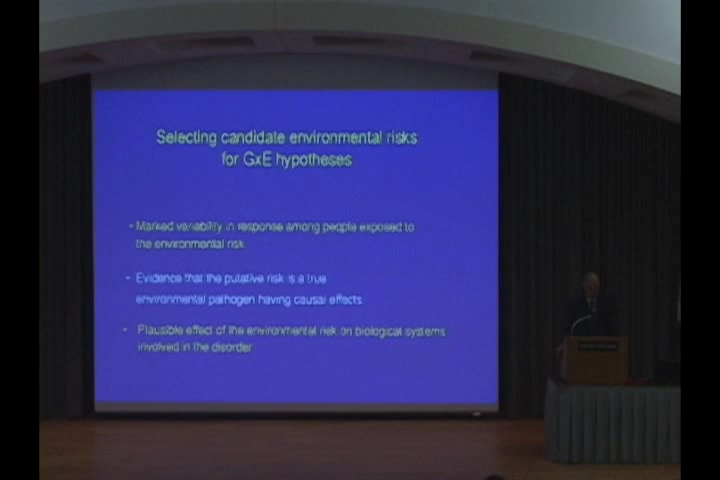 Selecting candidate environmental risks
for GxE hypotheses
• Marked variability in response among people exposed to
the environmental risk
• Evidence that the putative risk is a true
environmental pathogen having causal effects
• Plausible effect of the environmental risk on biological systems
involved in the disorder